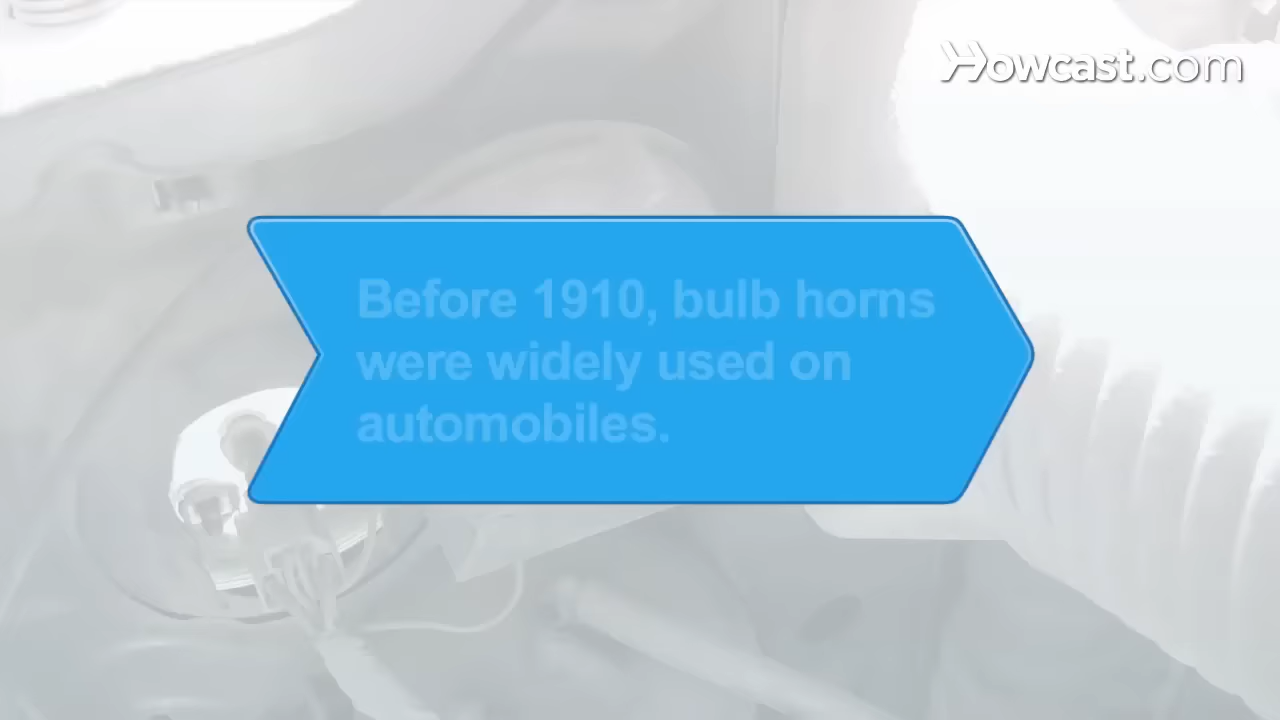 Howcast.com
Before 1910, bulb horns
were widely used on
automobiles.